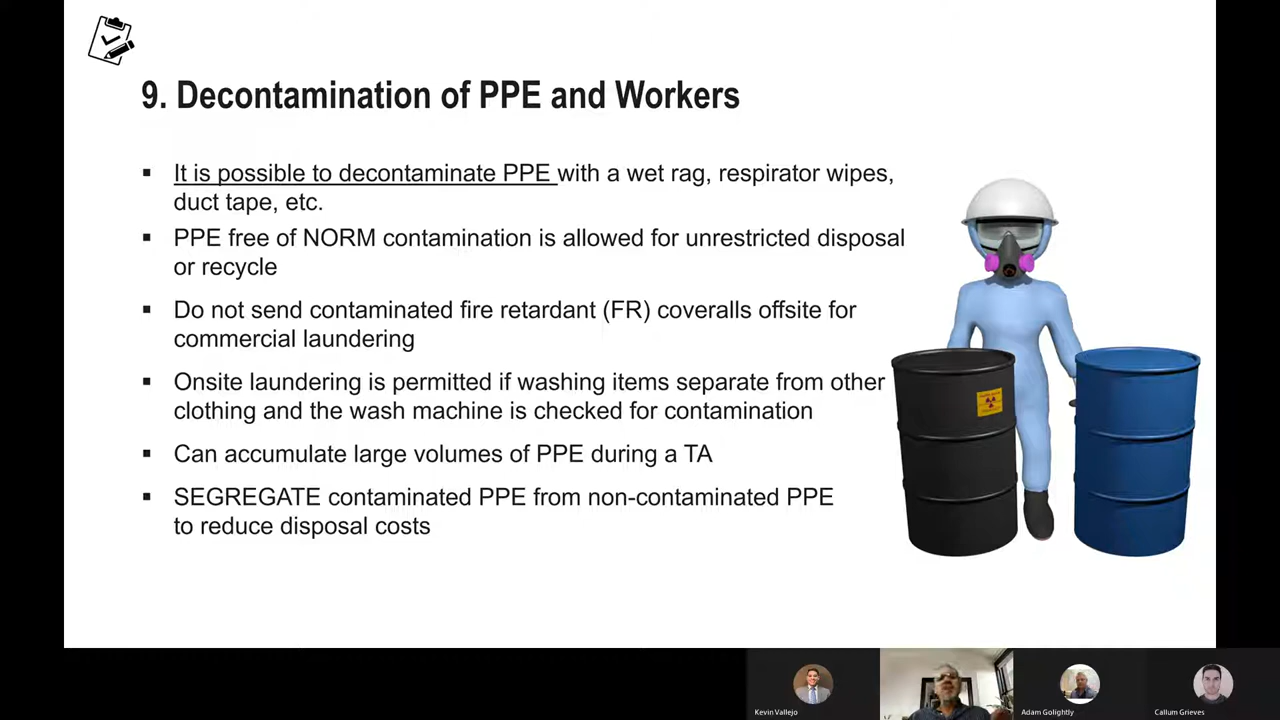 9. Decontamination of PPE and Workers
▪ It is possible to decontaminate PPE with a wet rag, respirator wipes,
duct tape, etc.
▪ PPE free of NORM contamination is allowed for unrestricted disposal
or recycle
▪ Do not send contaminated fire retardant (FR) coveralls offsite for
commercial laundering
▪ Onsite laundering is permitted if washing items separate from other
clothing and the wash machine is checked for contamination
▪ Can accumulate large volumes of PPE during a TA
▪ SEGREGATE contaminated PPE from non-contaminated PPE
to reduce disposal costs
Kevin Vallejo
Adam Golightly
Callum Grieves